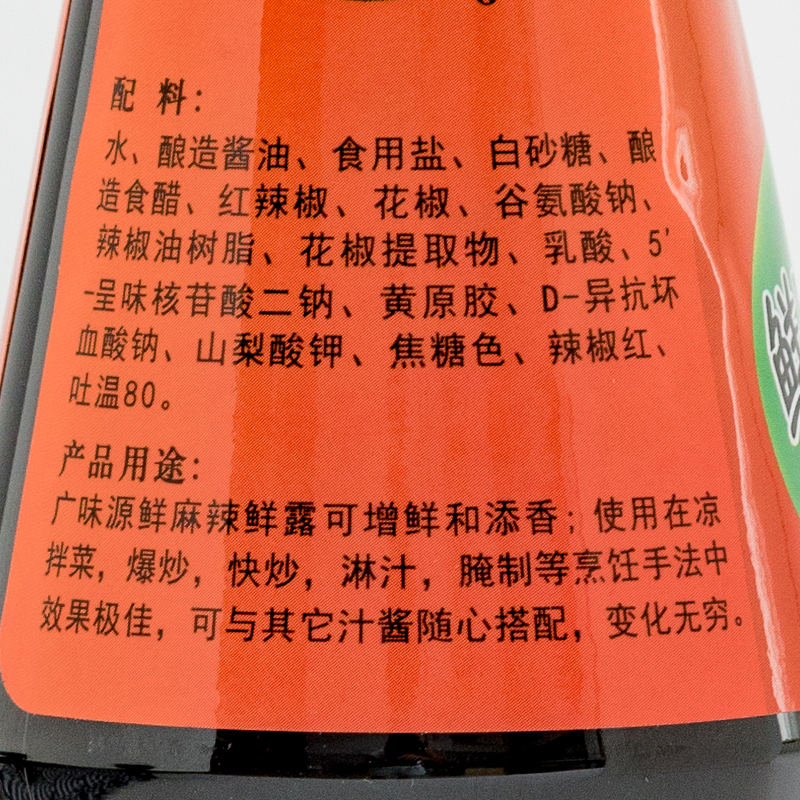 配 料:
水、酿造酱油、食用盐、白砂糖、酿
造食醋、红辣椒、花椒、谷氨酸钠、
辣椒油树脂、花椒提取物、乳酸、5'
-呈味核苷酸二钠、黄原胶、D-异抗坏
血酸钠、山梨酸钾、焦糖色、辣椒红、
吐温80。
产品用途:
广味源鲜麻辣鲜露可增鲜和添香；使用在凉
拌菜，爆炒，快炒，淋汁，腌制等烹饪手法中
效果极佳，可与其它汁酱随心搭配，变化无穷。
鲜